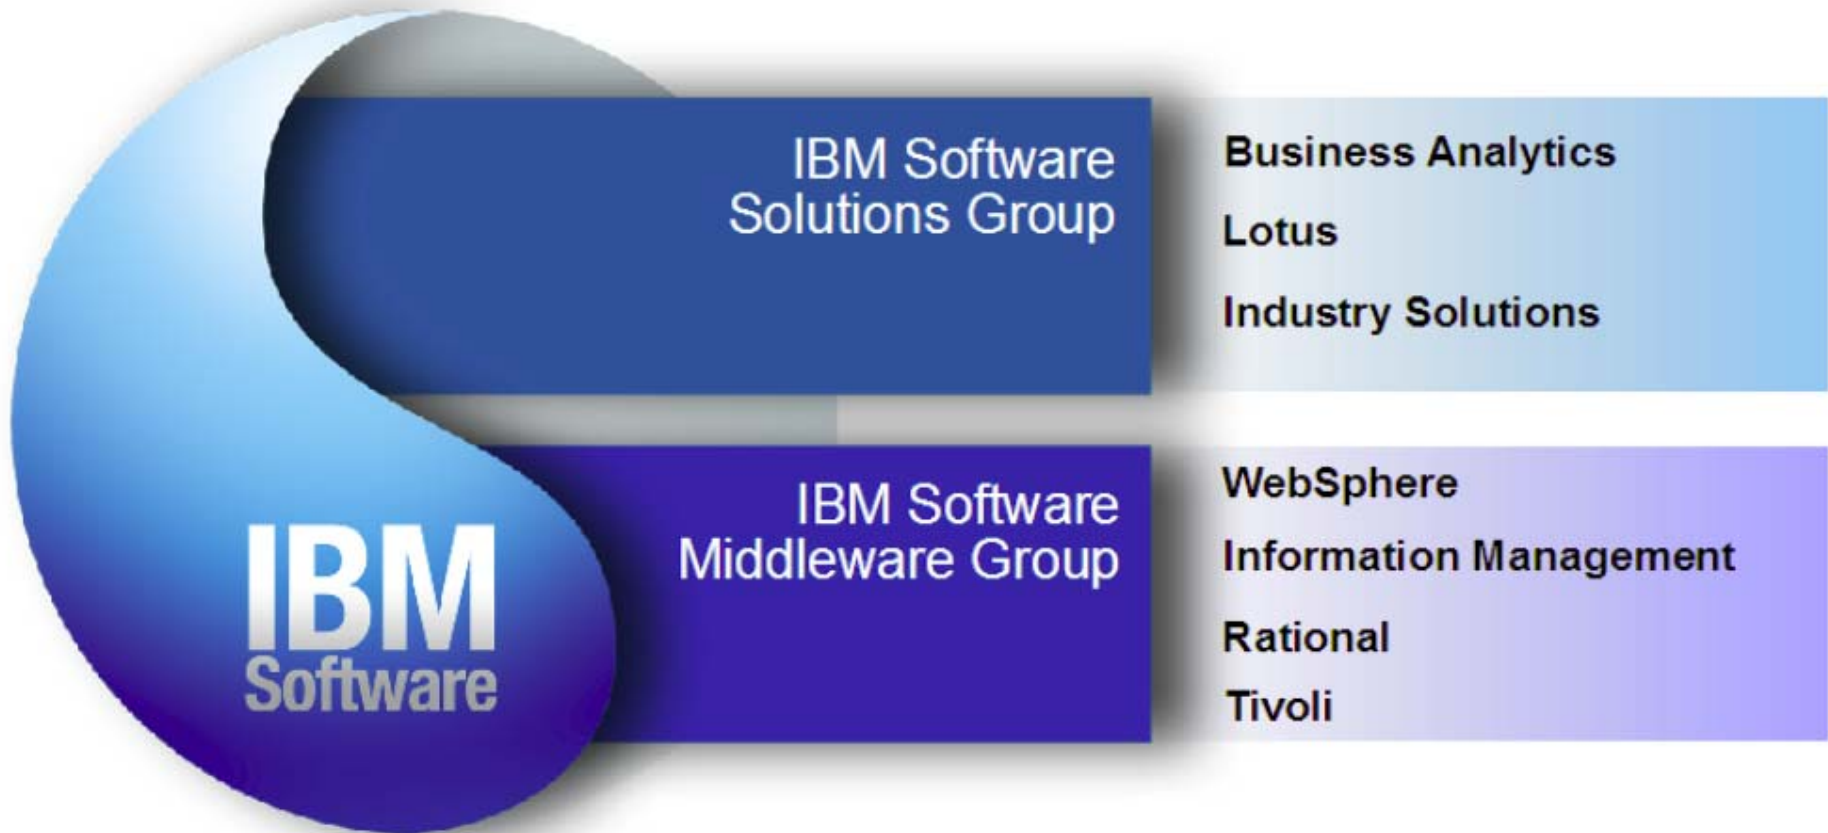 IBM Software
Solutions Group
Business Analytics
Lotus
Industry Solutions
IBM Software
Middleware Group
WebSphere
Information Management
Rational
Tivoli
IBM
Software